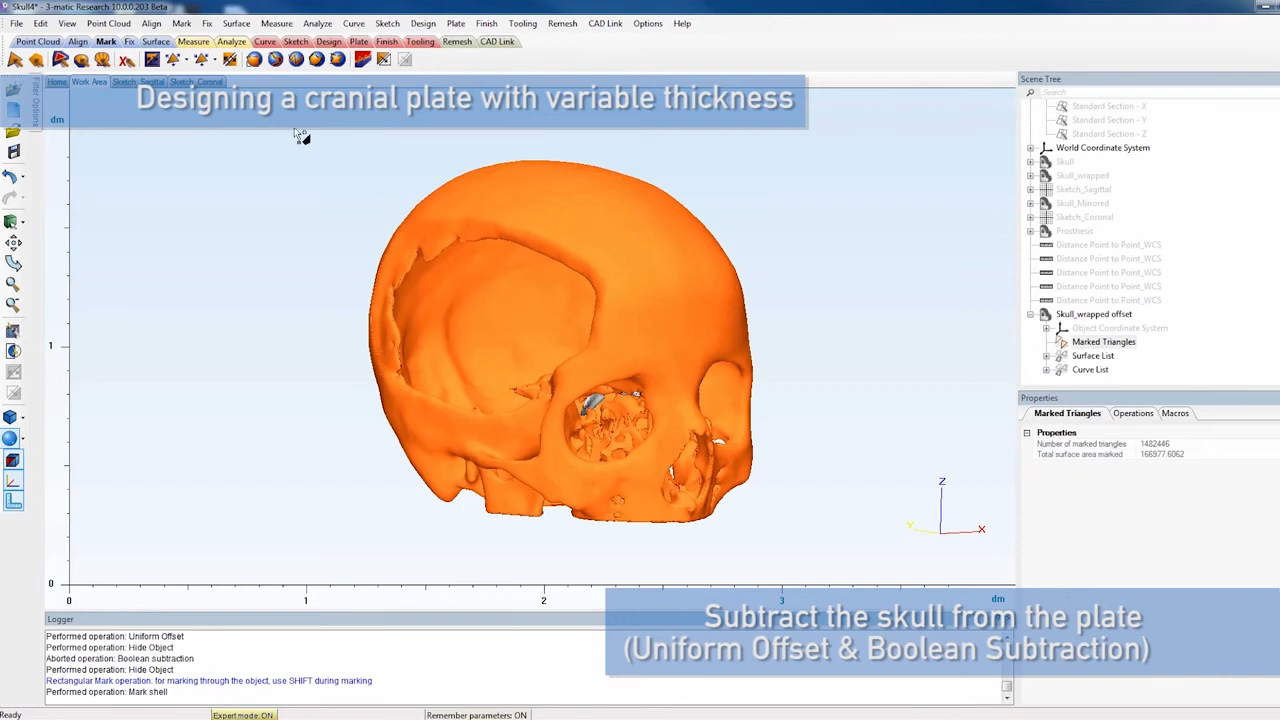 Skull4* - 3-matic Research 10.0.0.203 Beta
File Edit View Point Cloud Align Mark Fix Surface Measure Analyze Curve Sketch Design Plate Finish Tooling Remesh CAD Link Options Help
Point Cloud Align Mark Fix Surface Measure Analyze Curve Sketch Design Plate Finish Tooling Remesh CAD Link
Home Work Area Sketch_Sagittal Sketch_Coronal
Designing a cranial plate with variable thickness
Filter Options
dm
1
0
0 1 2 3 dm
Z
Y
X
Scene Tree
Search
Standard Section - X
Standard Section - Y
Standard Section - Z
World Coordinate System
Skull
Skull_wrapped
Sketch_Sagittal
Skull_Mirrored
Sketch_Coronal
Prosthesis
Distance Point to Point_WCS
Distance Point to Point_WCS
Distance Point to Point_WCS
Distance Point to Point_WCS
Distance Point to Point_WCS
Skull_wrapped offset
Object Coordinate System
Marked Triangles
Surface List
Curve List
Properties
Marked Triangles Operations Macros
Properties
Number of marked triangles 1482446
Total surface area marked 166977.6062
Subtract the skull from the plate
(Uniform Offset & Boolean Subtraction)
Logger
Performed operation: Uniform Offset
Performed operation: Hide Object
Aborted operation: Boolean subtraction
Performed operation: Hide Object
Rectangular Mark operation: for marking through the object, use SHIFT during marking
Performed operation: Mark shell
Ready Expert mode: ON Remember parameters: ON